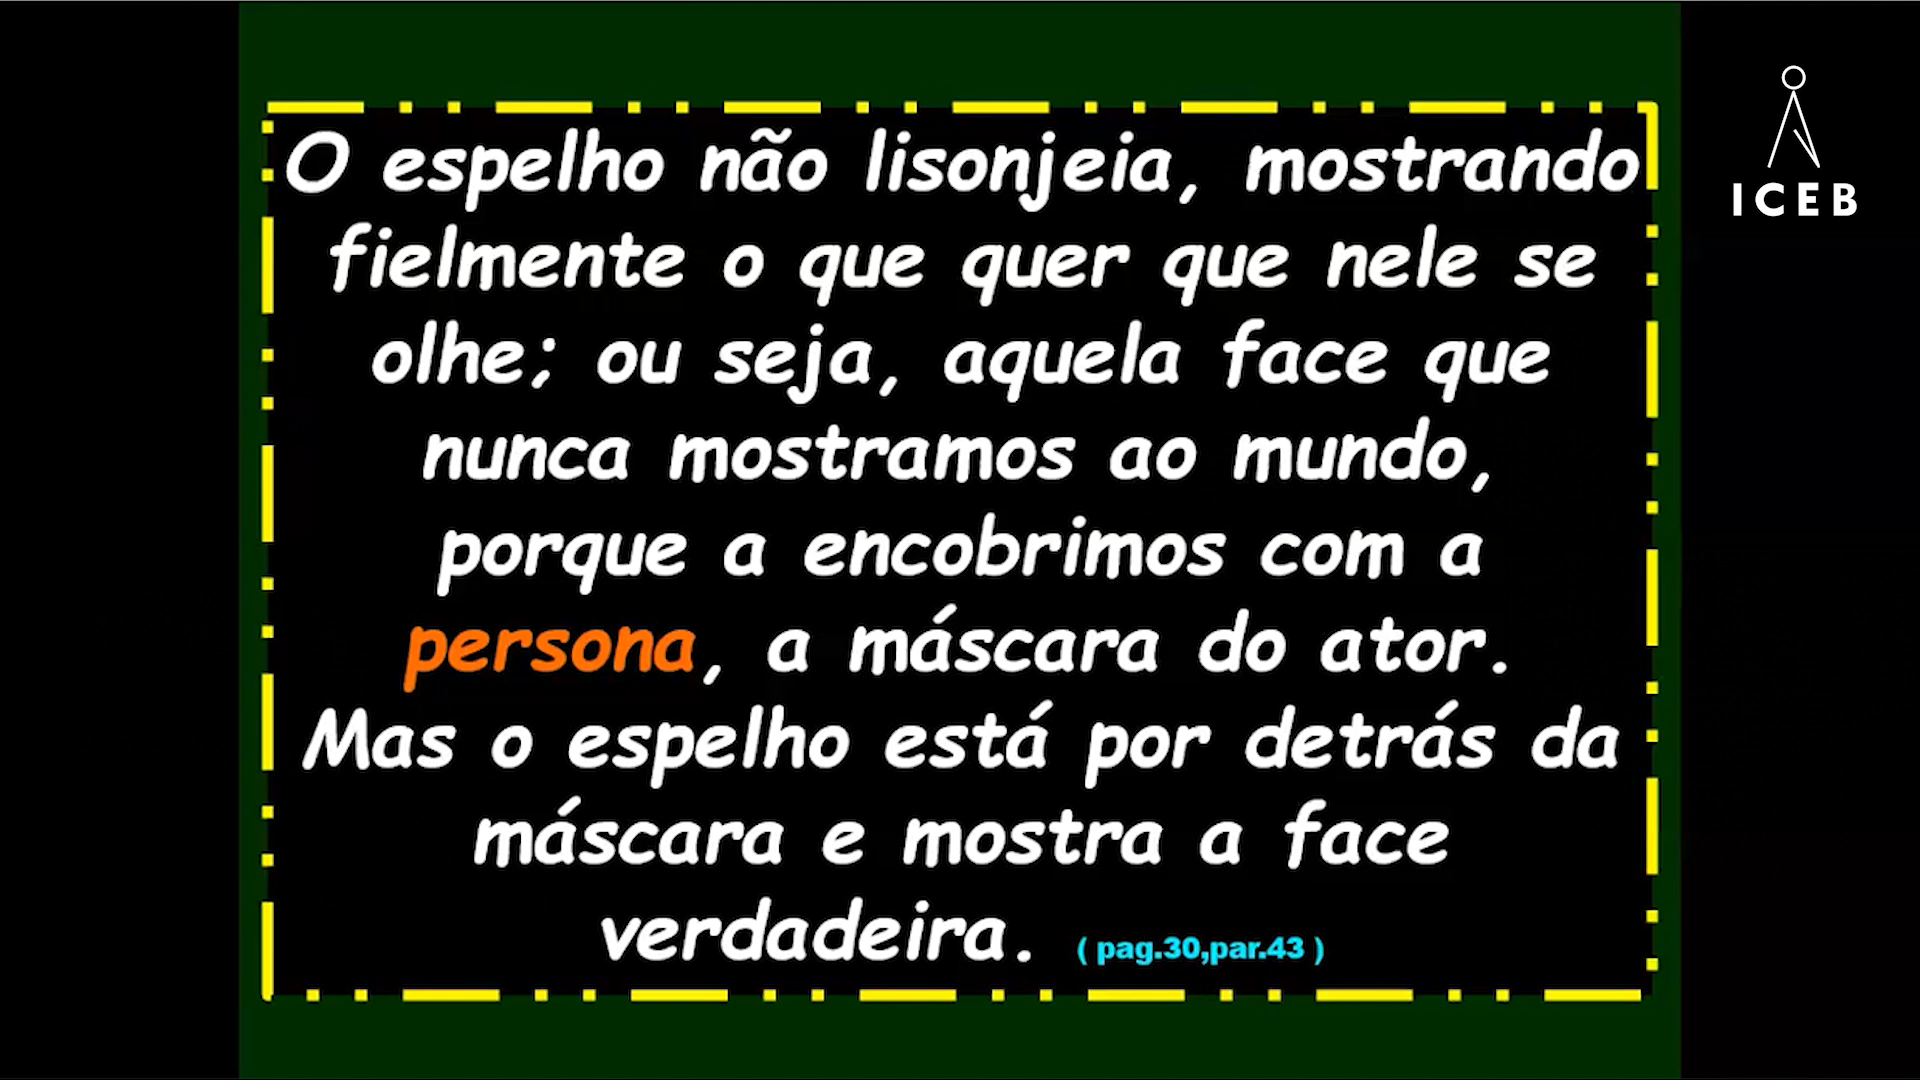 O espelho não lisonjeia, mostrando
fielmente o que quer que nele se
olhe; ou seja, aquela face que
nunca mostramos ao mundo,
porque a encobrimos com a
persona, a máscara do ator.
Mas o espelho está por detrás da
máscara e mostra a face
verdadeira. ( pag.30,par.43 )
ICEB